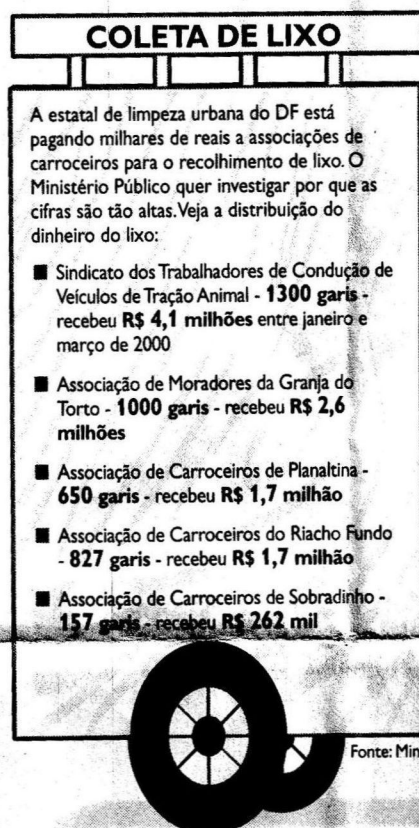 COLETA DE LIXO
A estatal de limpeza urbana do DF está
pagando milhares de reais a associações de
carroceiros para o recolhimento de lixo. O
Ministério Público quer investigar por que as
cifras são tão altas. Veja a distribuição do
dinheiro do lixo:
■ Sindicato dos Trabalhadores de Condução de
Veículos de Tração Animal - 1300 garis -
recebeu R$ 4,1 milhões entre janeiro e
março de 2000
■ Associação de Moradores da Granja do
Torto - 1000 garis - recebeu R$ 2,6
milhões
■ Associação de Carroceiros de Planaltina -
650 garis - recebeu R$ 1,7 milhão
■ Associação de Carroceiros do Riacho Fundo
- 827 garis - recebeu R$ 1,7 milhão
■ Associação de Carroceiros de Sobradinho -
157 garis - recebeu R$ 262 mil
Fonte: Min